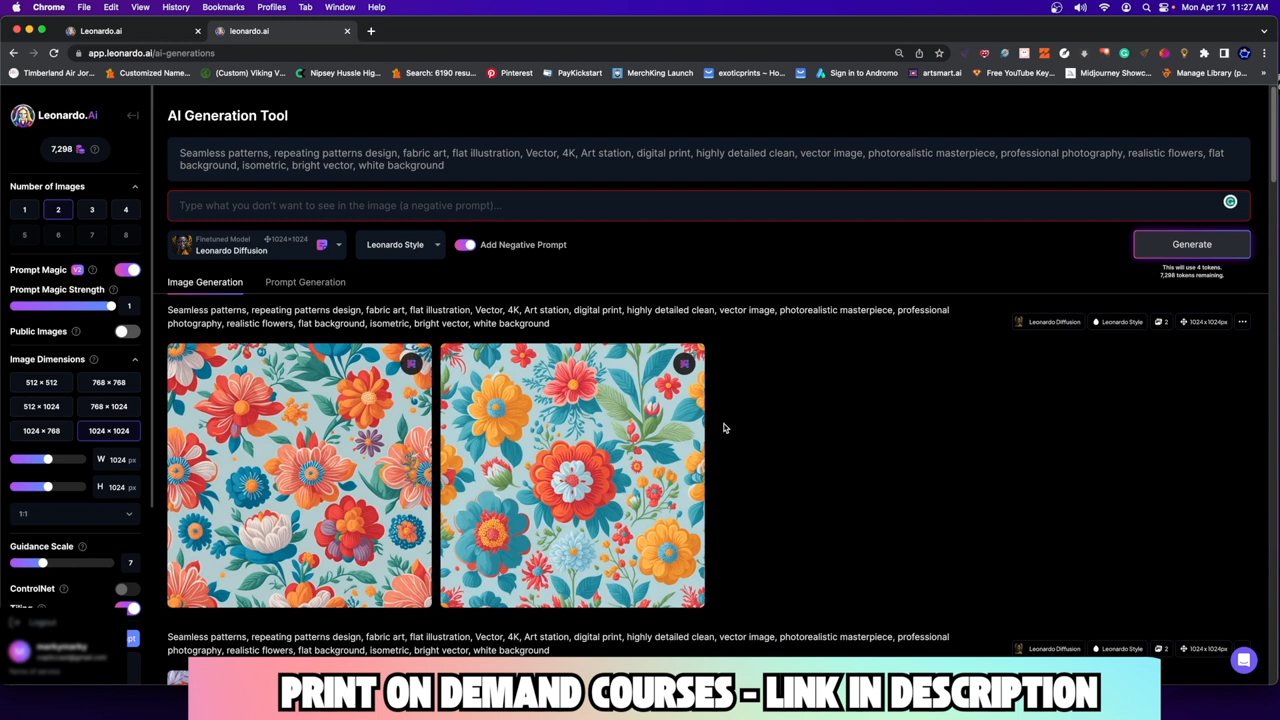 Chrome File Edit View History Bookmarks Profiles Tab Window Help Mon Apr 17 11:27 AM
Leonardo.ai leonardo.ai
app.leonardo.ai/ai-generations
Timberland Air Jor... Customized Name... (Custom) Viking V... Nipsey Hussle Hig... Search: 6190 resu... Pinterest PayKickstart MerchKing Launch exoticprints – Ho... Sign in to Andromo artsmart.ai Free YouTube Key... Midjourney Showc... Manage Library (p...
Leonardo.Ai
7,298
Number of Images
1 2 3 4
5 6 7 8
Prompt Magic V2
Prompt Magic Strength
1
Public Images
Image Dimensions
512 × 512 768 × 768
512 × 1024 768 × 1024
1024 × 768 1024 × 1024
W 1024 px
H 1024 px
1:1
Guidance Scale
7
ControlNet
Tiling
Logout
pt
AI Generation Tool
Seamless patterns, repeating patterns design, fabric art, flat illustration, Vector, 4K, Art station, digital print, highly detailed clean, vector image, photorealistic masterpiece, professional photography, realistic flowers, flat
background, isometric, bright vector, white background
Type what you don't want to see in the image (a negative prompt)...
Finetuned Model 1024×1024
Leonardo Diffusion
Leonardo Style
Add Negative Prompt
Generate
This will use 4 tokens.
7,298 tokens remaining.
Image Generation Prompt Generation
Seamless patterns, repeating patterns design, fabric art, flat illustration, Vector, 4K, Art station, digital print, highly detailed clean, vector image, photorealistic masterpiece, professional
photography, realistic flowers, flat background, isometric, bright vector, white background
Leonardo Diffusion Leonardo Style 2 1024x1024px
Seamless patterns, repeating patterns design, fabric art, flat illustration, Vector, 4K, Art station, digital print, highly detailed clean, vector image, photorealistic masterpiece, professional
photography, realistic flowers, flat background, isometric, bright vector, white background
Leonardo Diffusion Leonardo Style 2 1024x1024px
PRINT ON DEMAND COURSES - LINK IN DESCRIPTION